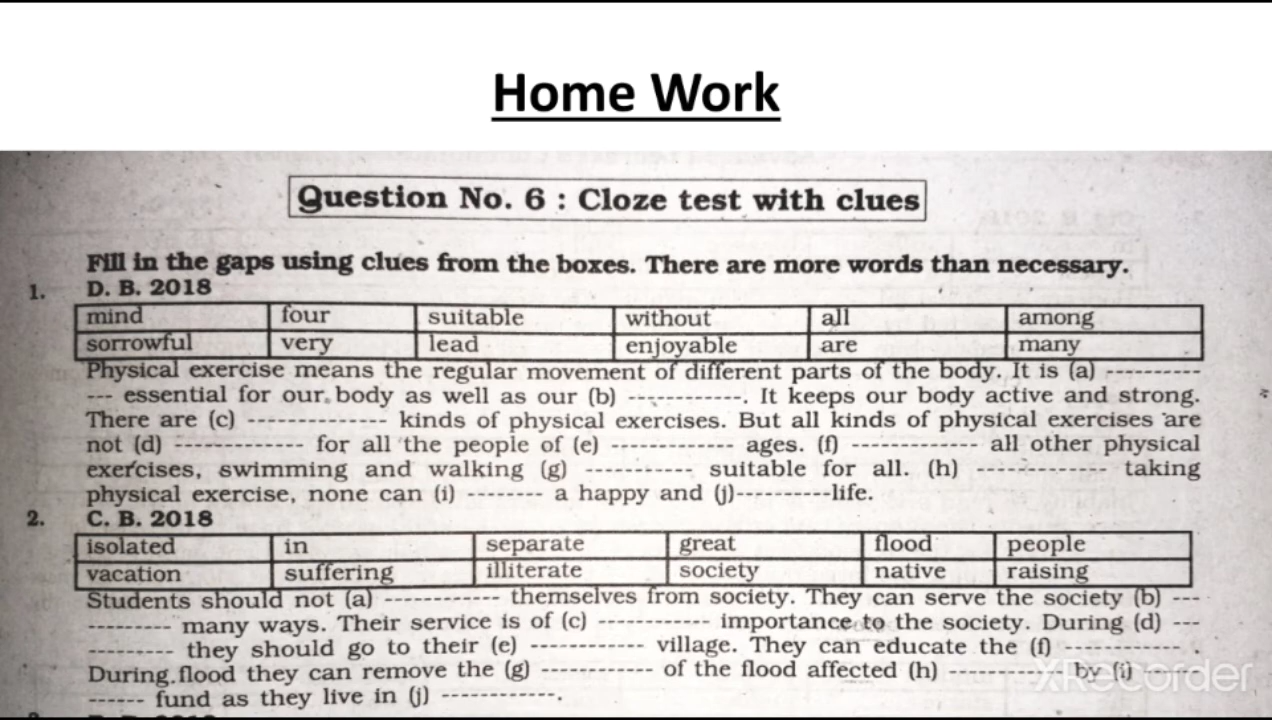 Home Work
Question No. 6 : Cloze test with clues
Fill in the gaps using clues from the boxes. There are more words than necessary.
1. D. B. 2018
mind four suitable without all among
sorrowful very lead enjoyable are many
Physical exercise means the regular movement of different parts of the body. It is (a) ----------
--- essential for our body as well as our (b) ------------. It keeps our body active and strong.
There are (c) -------------- kinds of physical exercises. But all kinds of physical exercises are
not (d) ------------- for all the people of (e) ------------ ages. (f) ------------- all other physical
exercises, swimming and walking (g) ----------- suitable for all. (h) ------------- taking
physical exercise, none can (i) -------- a happy and (j)----------life.
2. C. B. 2018
isolated in separate great flood people
vacation suffering illiterate society native raising
Students should not (a) ------------ themselves from society. They can serve the society (b) ---
--------- many ways. Their service is of (c) ------------ importance to the society. During (d) ---
--------- they should go to their (e) ------------ village. They can educate the (f) ------------ .
During flood they can remove the (g) ------------ of the flood affected (h) ------------ by (i)
------ fund as they live in (j) ------------.
XRecorder